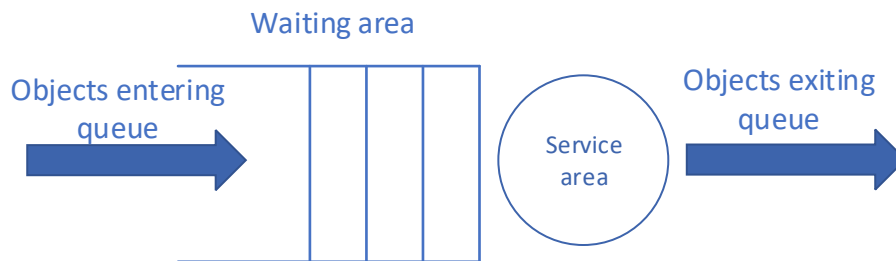 Waiting area
Objects entering
queue
Service
area
Objects exiting
queue